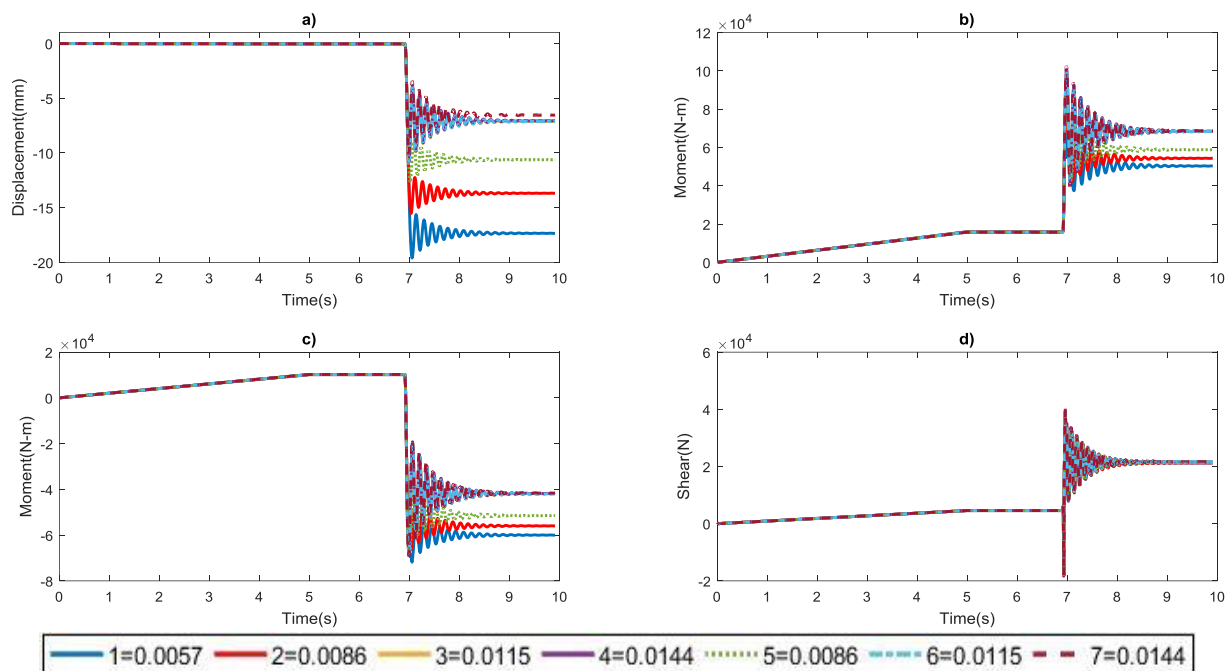 a)
Displacement(mm)
0
-5
-10
-15
-20
0 1 2 3 4 5 6 7 8 9 10
Time(s)
b)
×10⁴
Moment(N-m)
12
10
8
6
4
2
0
0 1 2 3 4 5 6 7 8 9 10
Time(s)
c)
×10⁴
Moment(N-m)
2
0
-2
-4
-6
-8
0 1 2 3 4 5 6 7 8 9 10
Time(s)
d)
×10⁴
Shear(N)
6
4
2
0
-2
0 1 2 3 4 5 6 7 8 9 10
Time(s)
1=0.0057 2=0.0086 3=0.0115 4=0.0144 5=0.0086 6=0.0115 7=0.0144